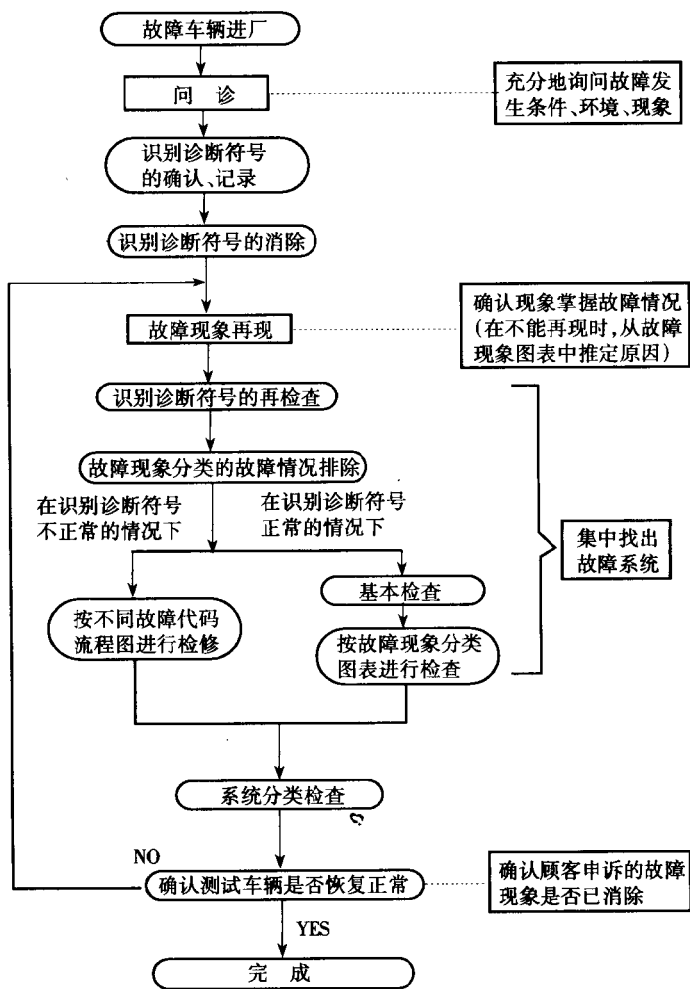 故障车辆进厂
问诊
充分地询问故障发
生条件、环境、现象
识别诊断符号
的确认、记录
识别诊断符号的消除
故障现象再现
确认现象掌握故障情况
(在不能再现时,从故障
现象图表中推定原因)
识别诊断符号的再检查
故障现象分类的故障情况排除
在识别诊断符号
不正常的情况下
在识别诊断符号
正常的情况下
集中找出
故障系统
基本检查
按不同故障代码
流程图进行检修
按故障现象分类
图表进行检查
系统分类检查
NO
确认测试车辆是否恢复正常
确认顾客申诉的故障
现象是否已消除
YES
完成